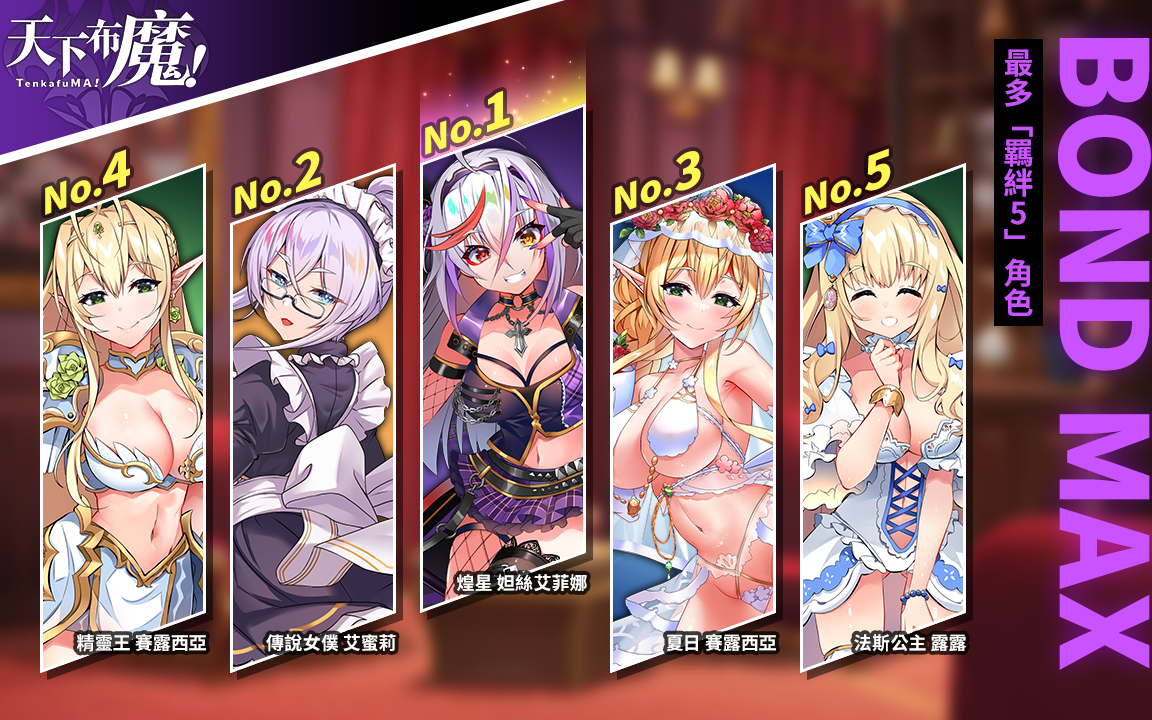 天下布魔!
TenkafuMA!
No.4
精靈王 賽露西亞
No.2
傳說女僕 艾蜜莉
No.1
煌星 妲絲艾菲娜
No.3
夏日 賽露西亞
No.5
法斯公主 露露
最多「羈絆5」角色
BOND MAX